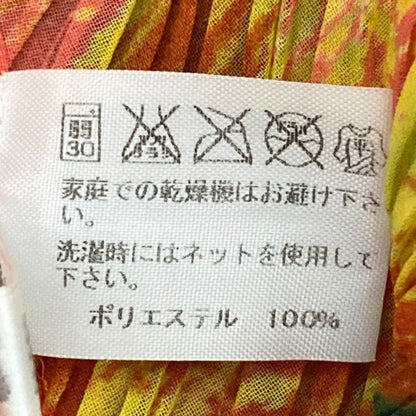 弱
30
家庭での乾燥機はお避け下さ
い。
洗濯時にはネットを使用して
下さい。
ポリエステル 100%